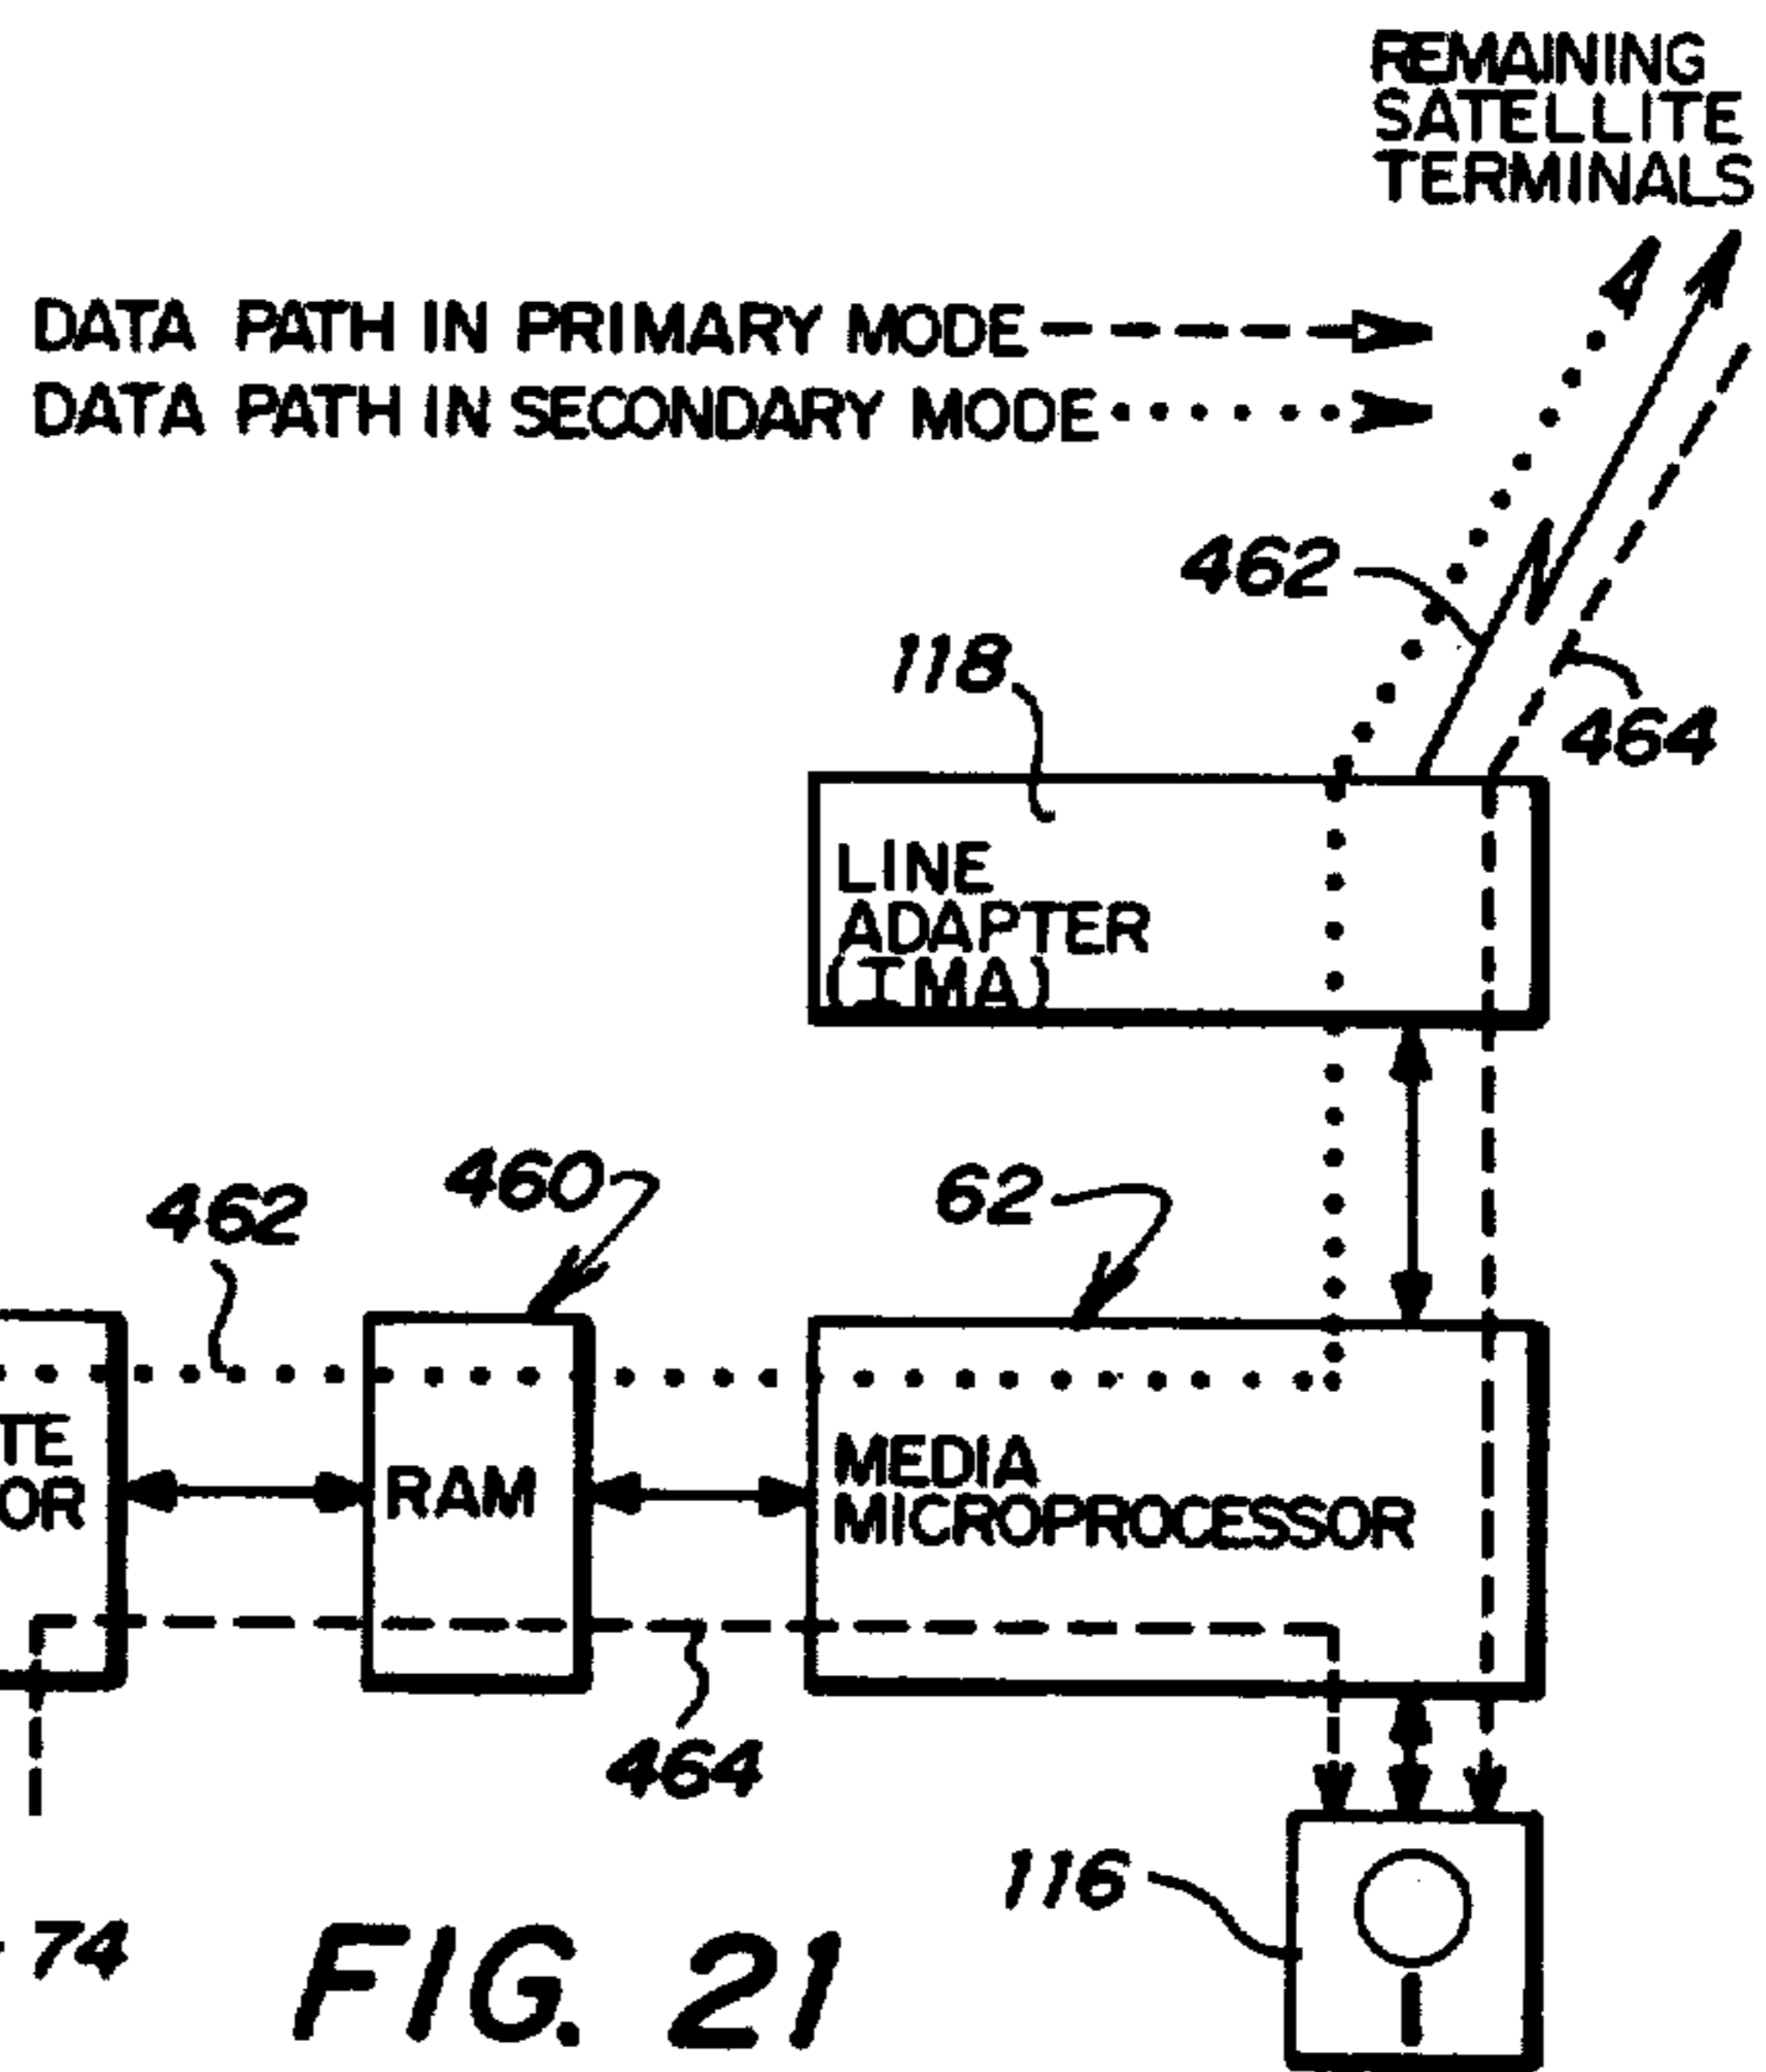 REMAINING
SATELLITE
TERMINALS
DATA PATH IN PRIMARY MODE
DATA PATH IN SECONDARY MODE
462
118
464
LINE
ADAPTER
(IMA)
460
62
462
TE
OR
RAM
MEDIA
MICROPROCESSOR
464
116
74
FIG. 21